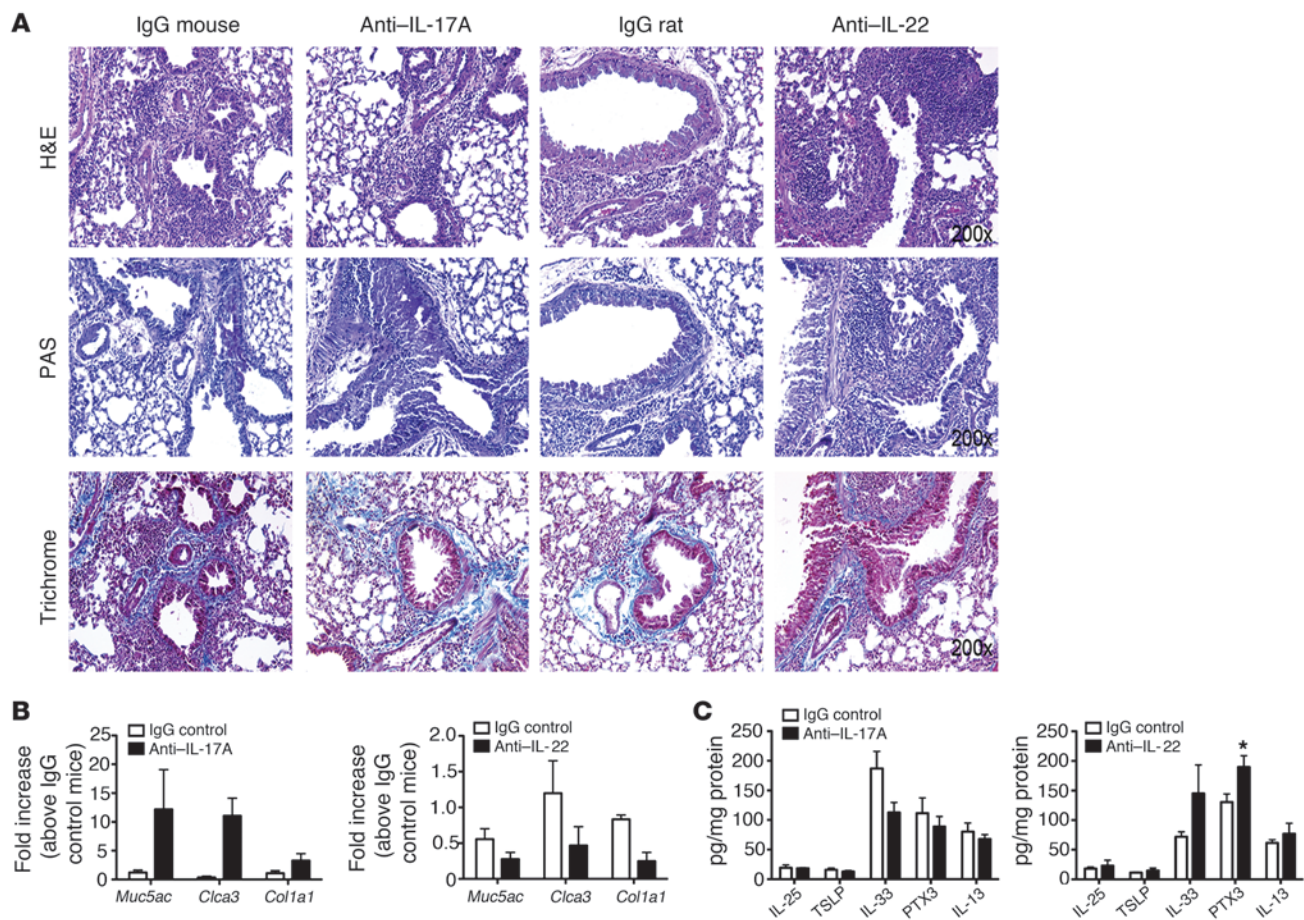 A
IgG mouse
Anti–IL-17A
IgG rat
Anti–IL-22
H&E
200x
PAS
200x
Trichrome
200x
B
Fold increase
(above IgG
control mice)
25
20
15
10
5
0
IgG control
Anti–IL-17A
Muc5ac
Clca3
Col1a1
Fold increase
(above IgG
control mice)
2.0
1.5
1.0
0.5
0
IgG control
Anti–IL-22
Muc5ac
Clca3
Col1a1
C
pg/mg protein
250
200
150
100
50
0
IgG control
Anti–IL-17A
IL-25
TSLP
IL-33
PTX3
IL-13
pg/mg protein
250
200
150
100
50
0
IgG control
Anti–IL-22
*
IL-25
TSLP
IL-33
PTX3
IL-13